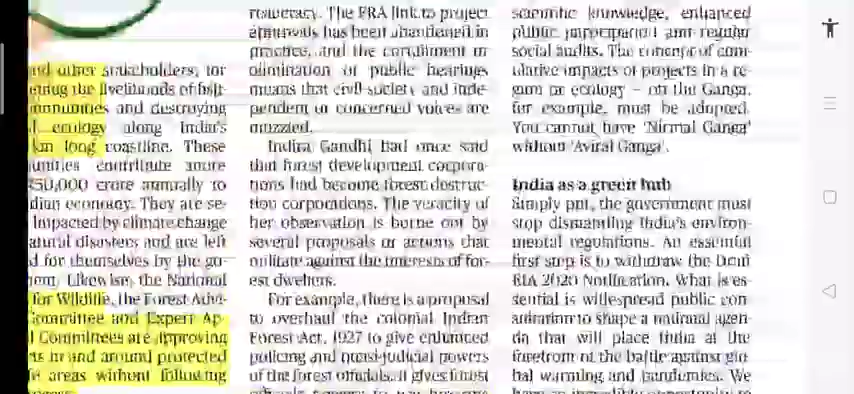 and other stakeholders, for
the livelihoods of fish-
and destroying
ecology along India's
km long coastline. These
contribute more
₹50,000 crore annually to
economy. They are se-
impacted by climate change
disasters and are left
for themselves by the go-
Likewise, the National
for Wildlife, the Forest Advi-
Committee and Expert Ap-
Committees are approving
in and around protected
areas without following
The FRA link to project
approvals has been abandoned in
practice, and the curtailment or
elimination of public hearings
means that civil society and inde-
pendent or concerned voices are
muzzled.
Indira Gandhi had once said
that forest development corpora-
tions had become forest destruc-
tion corporations. The veracity of
her observation is borne out by
several proposals or actions that
militate against the interests of for-
est dwellers.
For example, there is a proposal
to overhaul the colonial Indian
Forest Act, 1927 to give enhanced
policing and quasi-judicial powers
of the forest officials. It gives forest
scientific knowledge, enhanced
public participation and regular
social audits. The concept of cum-
ulative impacts of projects in a re-
gion or ecology – on the Ganga,
for example, must be adopted.
You cannot have 'Nirmal Ganga'
without 'Aviral Ganga'.
India as a green hub
Simply put, the government must
stop dismantling India's environ-
mental regulations. An essential
first step is to withdraw the Draft
EIA 2020 Notification. What is es-
sential is widespread public con-
to shape a national agen-
da that will place India at the
forefront of the battle against glo-
bal warming and pandemics. We
have an incredible opportunity to